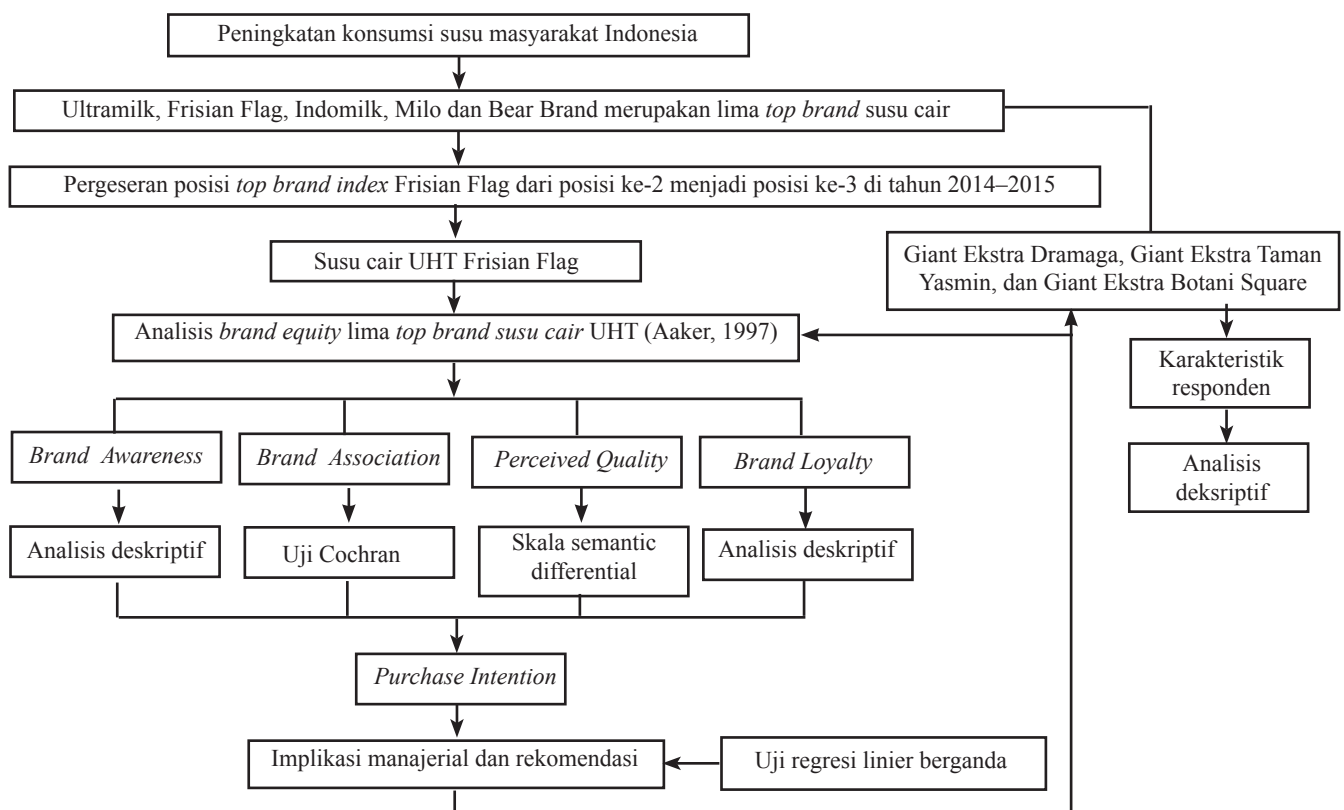 Peningkatan konsumsi susu masyarakat Indonesia
Ultramilk, Frisian Flag, Indomilk, Milo dan Bear Brand merupakan lima top brand susu cair
Pergeseran posisi top brand index Frisian Flag dari posisi ke-2 menjadi posisi ke-3 di tahun 2014–2015
Susu cair UHT Frisian Flag
Giant Ekstra Dramaga, Giant Ekstra Taman
Yasmin, dan Giant Ekstra Botani Square
Analisis brand equity lima top brand susu cair UHT (Aaker, 1997)
Karakteristik
responden
Brand Awareness
Brand Association
Perceived Quality
Brand Loyalty
Analisis
deksriptif
Analisis deskriptif
Uji Cochran
Skala semantic
differential
Analisis deskriptif
Purchase Intention
Implikasi manajerial dan rekomendasi
Uji regresi linier berganda